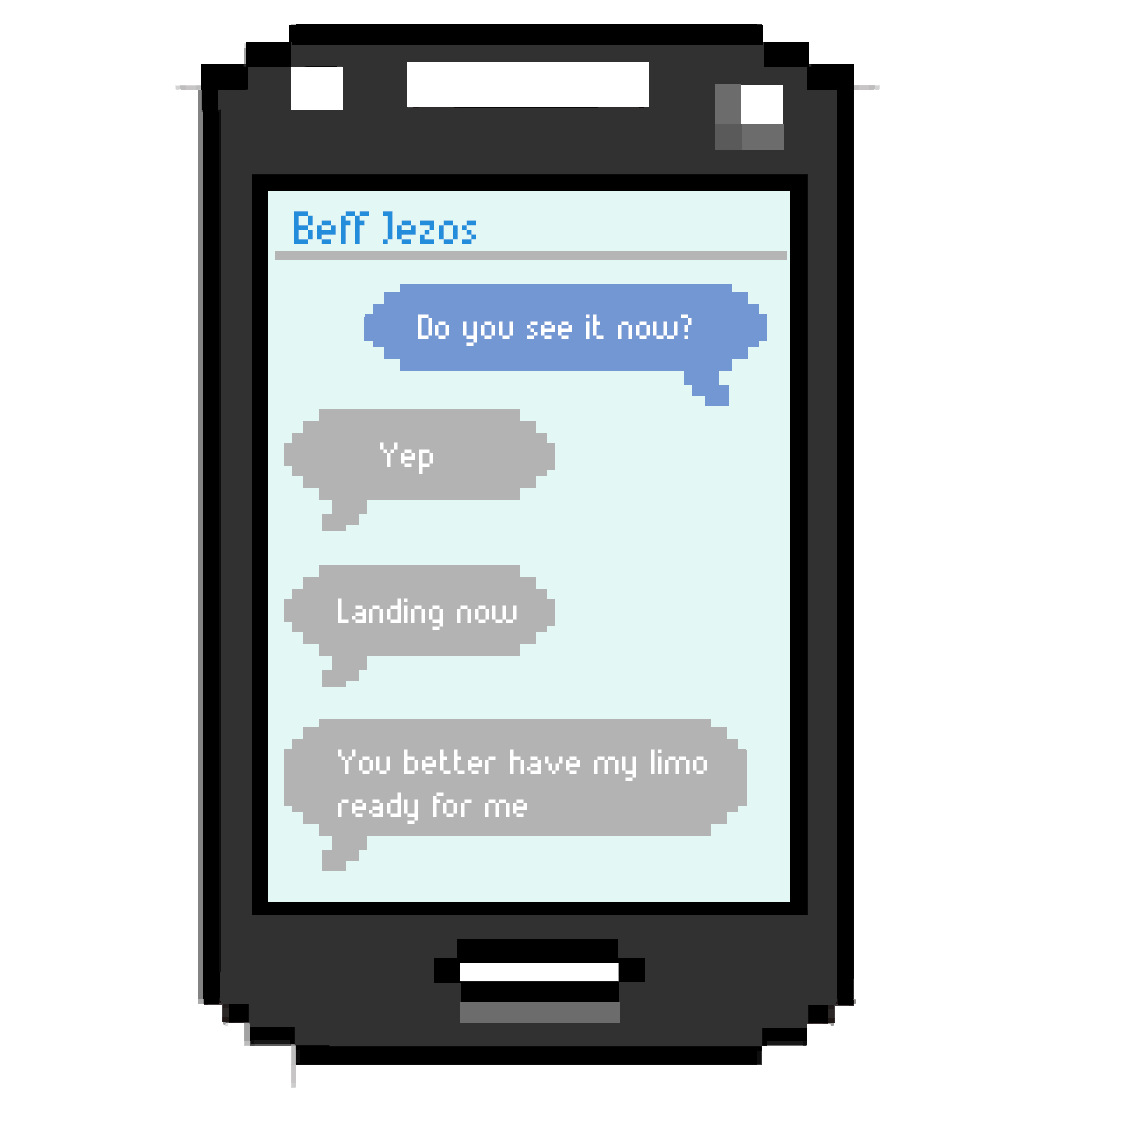 Beff Jezos
Do you see it now?
Yep
Landing now
You better have my limo
ready for me